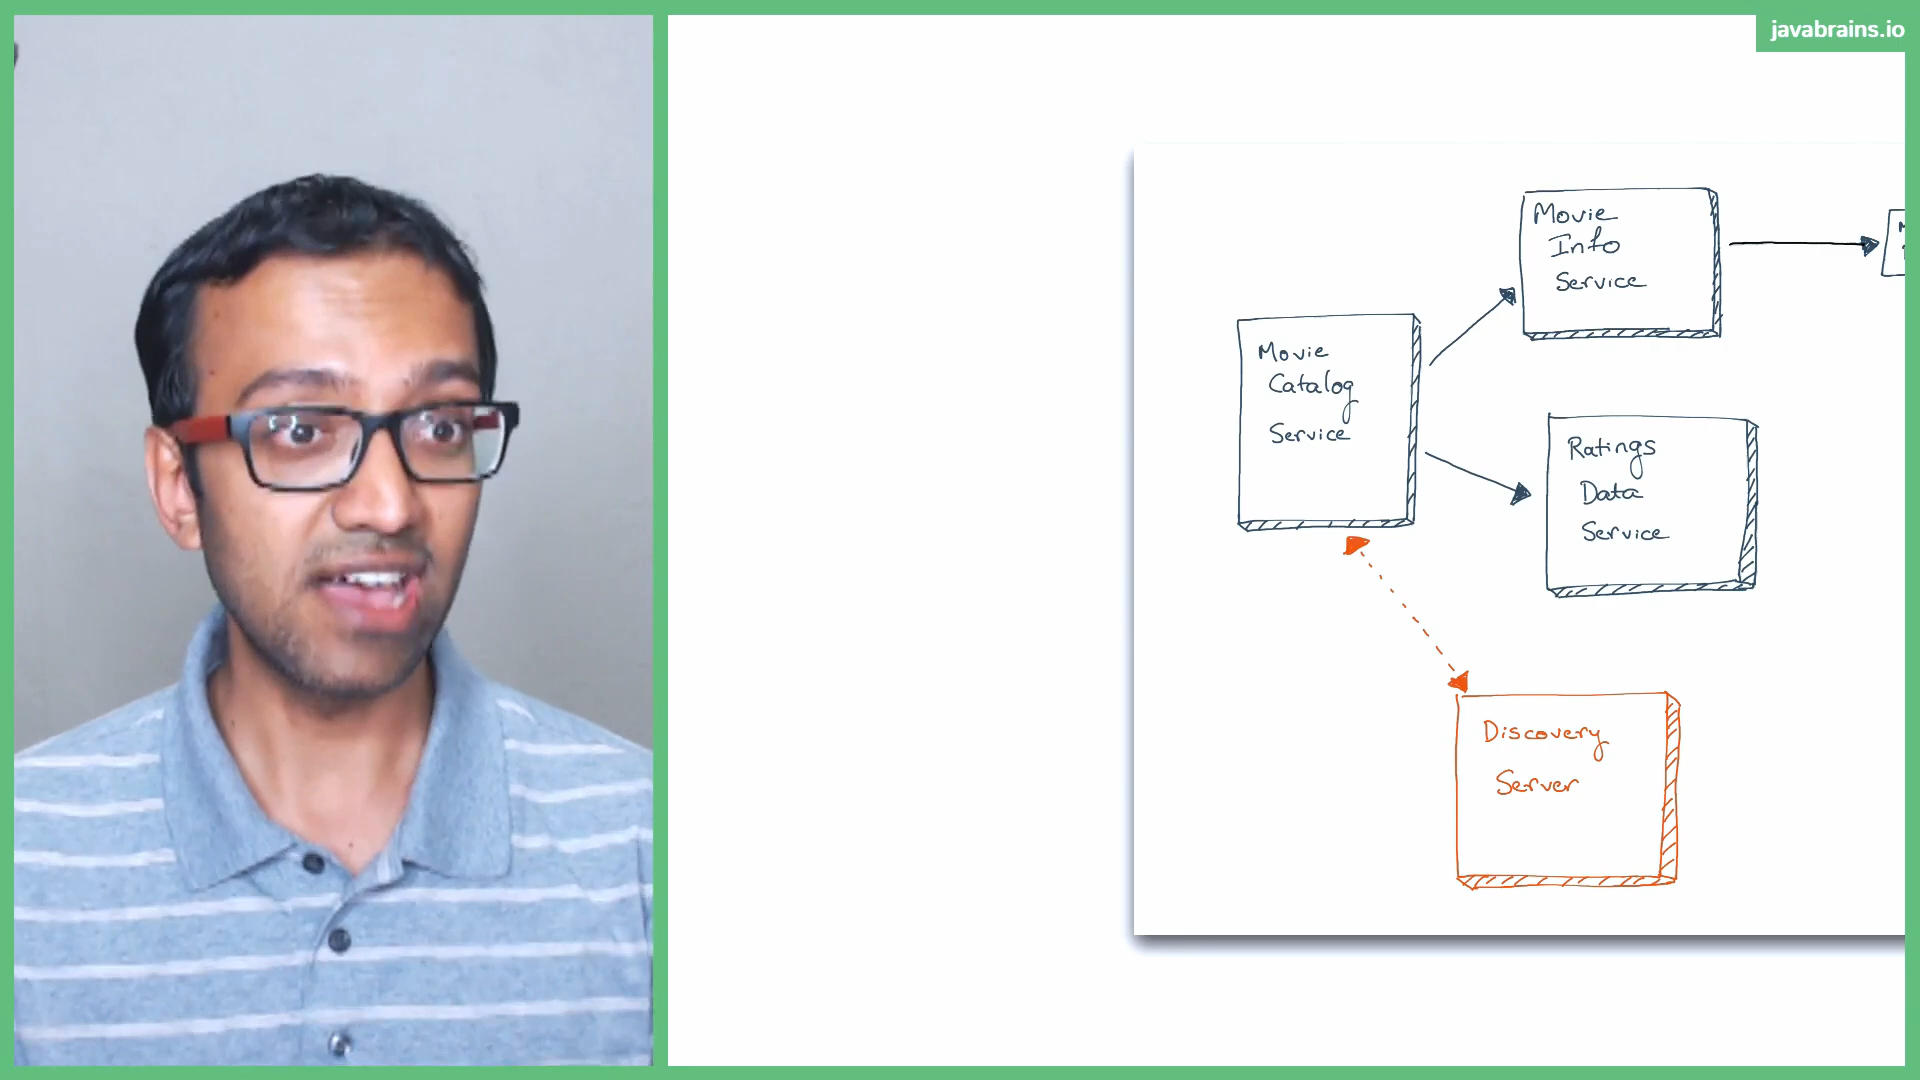 javabrains.io
Movie
Info
Service
Movie
Catalog
Service
Ratings
Data
Service
Discovery
Server